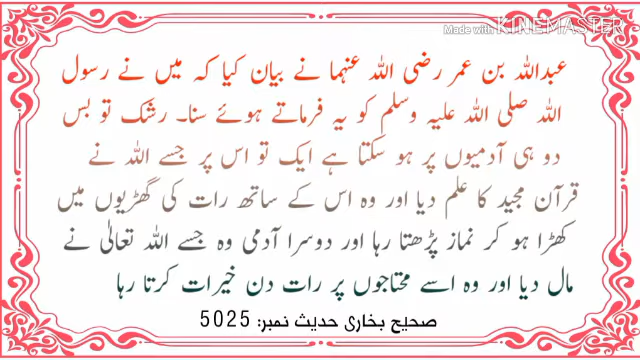 Made with KINEMASTER
عبداللہ بن عمر رضی اللہ عنہما نے بیان کیا کہ میں نے رسول
اللہ صلی اللہ علیہ وسلم کو یہ فرماتے ہوئے سنا۔ رشک تو بس
دو ہی آدمیوں پر ہو سکتا ہے ایک تو اس پر جسے اللہ نے
قرآن مجید کا علم دیا اور وہ اس کے ساتھ رات کی گھڑیوں میں
کھڑا ہو کر نماز پڑھتا رہا اور دوسرا آدمی وہ جسے اللہ تعالیٰ نے
مال دیا اور وہ اسے محتاجوں پر رات دن خیرات کرتا رہا
صحیح بخاری حدیث نمبر: 5025